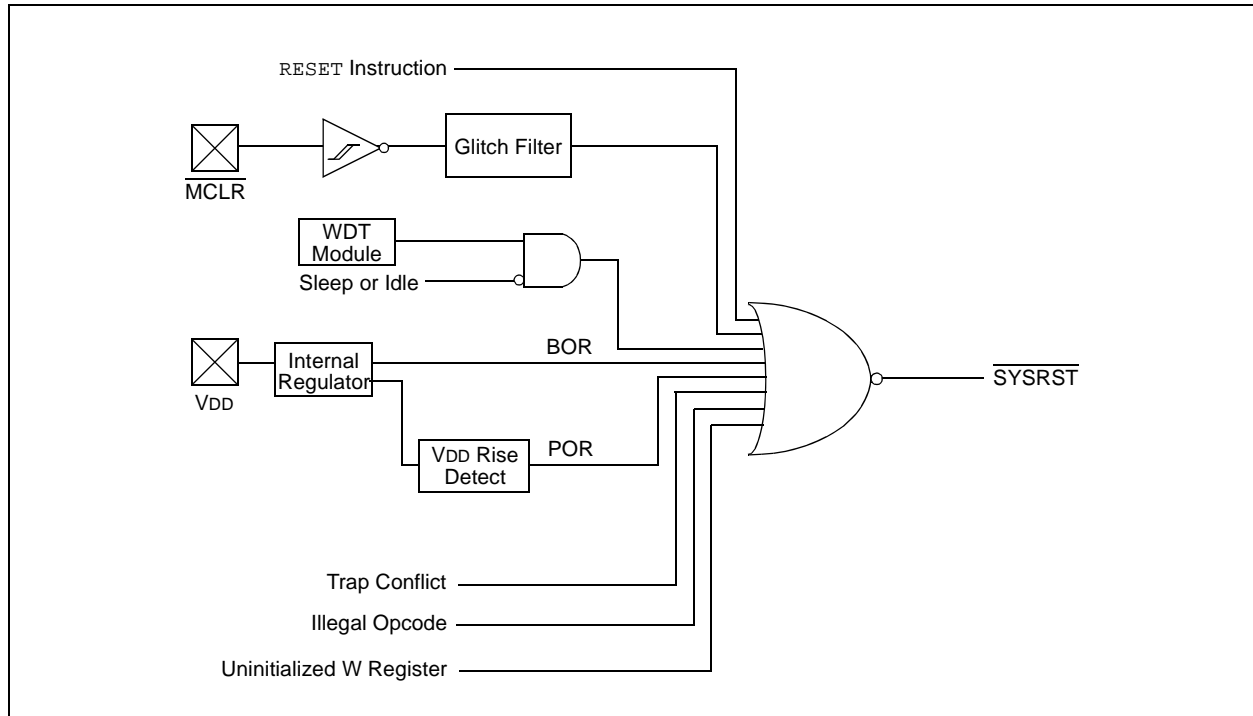 RESET Instruction
MCLR
Glitch Filter
WDT
Module
Sleep or Idle
VDD
Internal
Regulator
BOR
VDD Rise
Detect
POR
SYSRST
Trap Conflict
Illegal Opcode
Uninitialized W Register